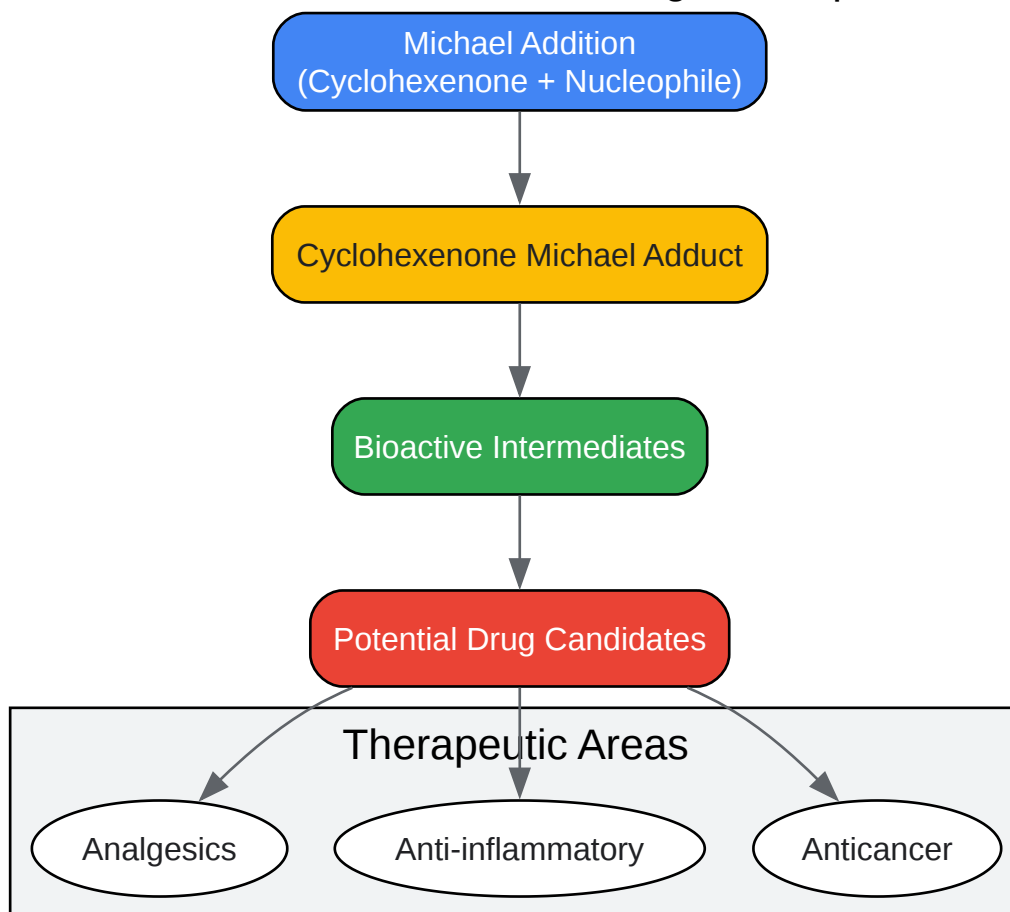 Michael Addition
(Cyclohexenone + Nucleophile)
Cyclohexenone Michael Adduct
Bioactive Intermediates
Potential Drug Candidates
Therapeutic Areas
Analgesics
Anti-inflammatory
Anticancer